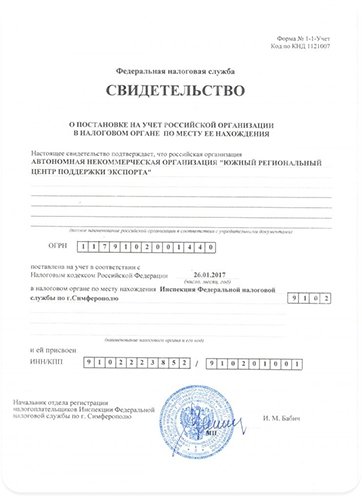 Форма № 1-1-Учет
Код по КНД 1121007
Федеральная налоговая служба
СВИДЕТЕЛЬСТВО
О ПОСТАНОВКЕ НА УЧЕТ РОССИЙСКОЙ ОРГАНИЗАЦИИ
В НАЛОГОВОМ ОРГАНЕ ПО МЕСТУ ЕЕ НАХОЖДЕНИЯ
Настоящее свидетельство подтверждает, что российская организация
АВТОНОМНАЯ НЕКОММЕРЧЕСКАЯ ОРГАНИЗАЦИЯ "ЮЖНЫЙ РЕГИОНАЛЬНЫЙ
ЦЕНТР ПОДДЕРЖКИ ЭКСПОРТА"
(полное наименование российской организации в соответствии с учредительными документами)
ОГРН 1 1 7 9 1 0 2 0 0 1 4 4 0
поставлена на учет в соответствии с
Налоговым кодексом Российской Федерации 26.01.2017
(число, месяц, год)
в налоговом органе по месту нахождения Инспекция Федеральной налоговой
службы по г.Симферополю 9 1 0 2
(наименование налогового органа и его код)
и ей присвоен
ИНН/КПП 9 1 0 2 2 2 3 8 5 2 / 9 1 0 2 0 1 0 0 1
Начальник отдела регистрации
налогоплательщиков Инспекции Федеральной
налоговой службы по г. Симферополю
И. М. Бабич
МП